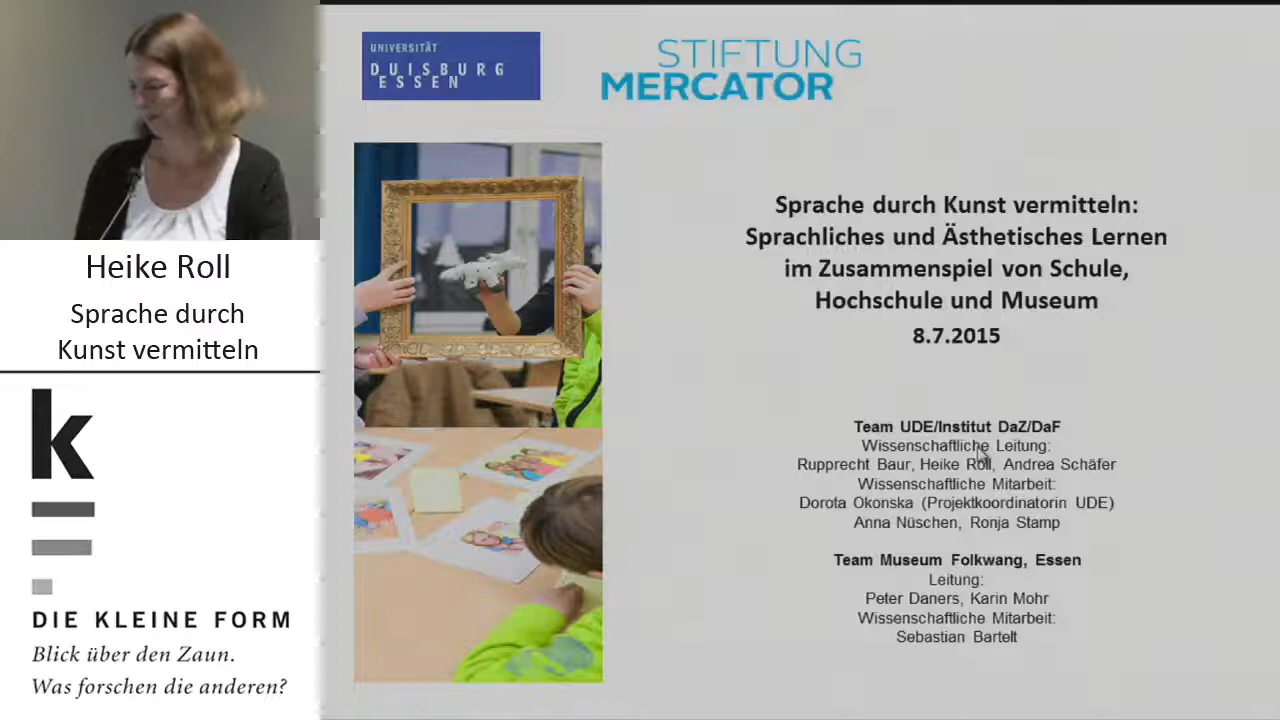 UNIVERSITÄT
DUISBURG
ESSEN
STIFTUNG
MERCATOR
Heike Roll
Sprache durch
Kunst vermitteln
k
DIE KLEINE FORM
Blick über den Zaun.
Was forschen die anderen?
Sprache durch Kunst vermitteln:
Sprachliches und Ästhetisches Lernen
im Zusammenspiel von Schule,
Hochschule und Museum
8.7.2015
Team UDE/Institut DaZ/DaF
Wissenschaftliche Leitung:
Rupprecht Baur, Heike Roll, Andrea Schäfer
Wissenschaftliche Mitarbeit:
Dorota Okonska (Projektkoordinatorin UDE)
Anna Nüschen, Ronja Stamp
Team Museum Folkwang, Essen
Leitung:
Peter Daners, Karin Mohr
Wissenschaftliche Mitarbeit:
Sebastian Bartelt